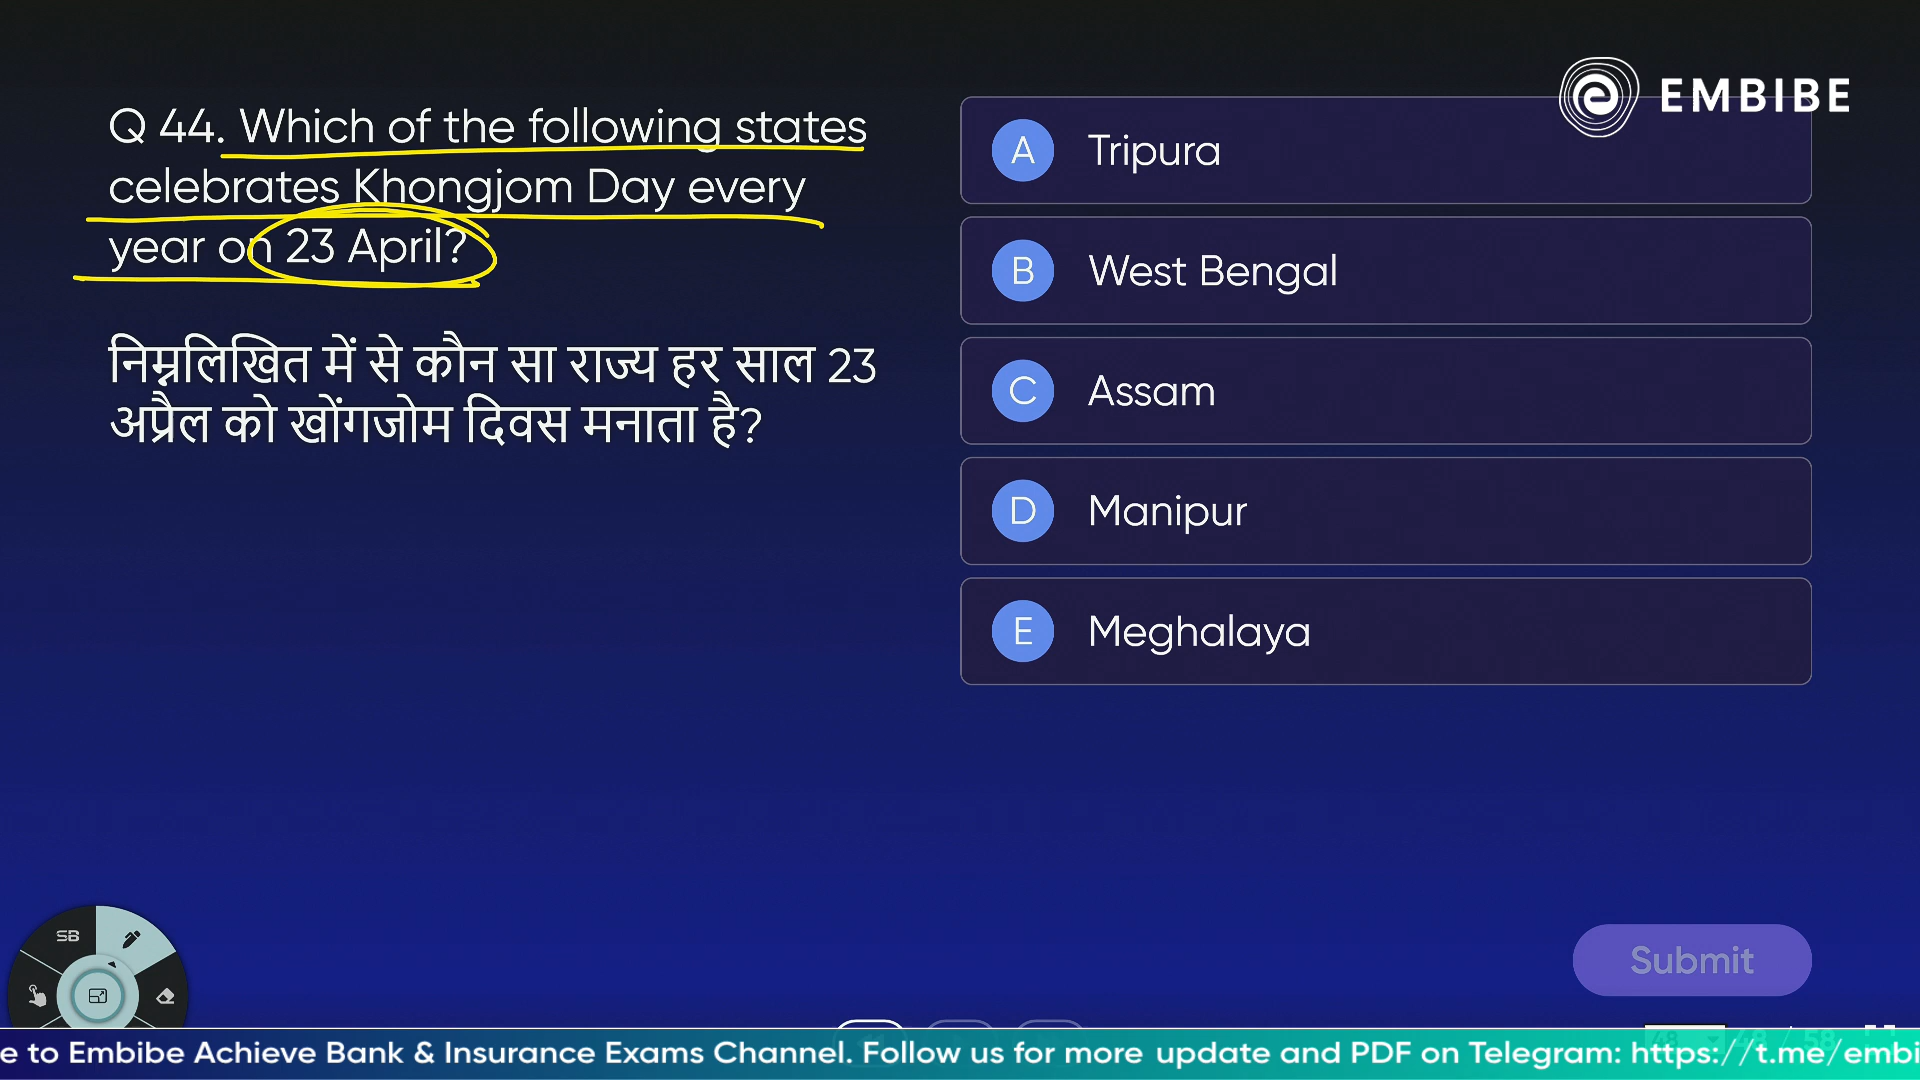 EMBIBE
Q 44. Which of the following states
celebrates Khongjom Day every
year on 23 April?
निम्नलिखित में से कौन सा राज्य हर साल 23
अप्रैल को खोंगजोम दिवस मनाता है?
A Tripura
B West Bengal
C Assam
D Manipur
E Meghalaya
SB
Submit
e to Embibe Achieve Bank & Insurance Exams Channel. Follow us for more update and PDF on Telegram: https://t.me/embi